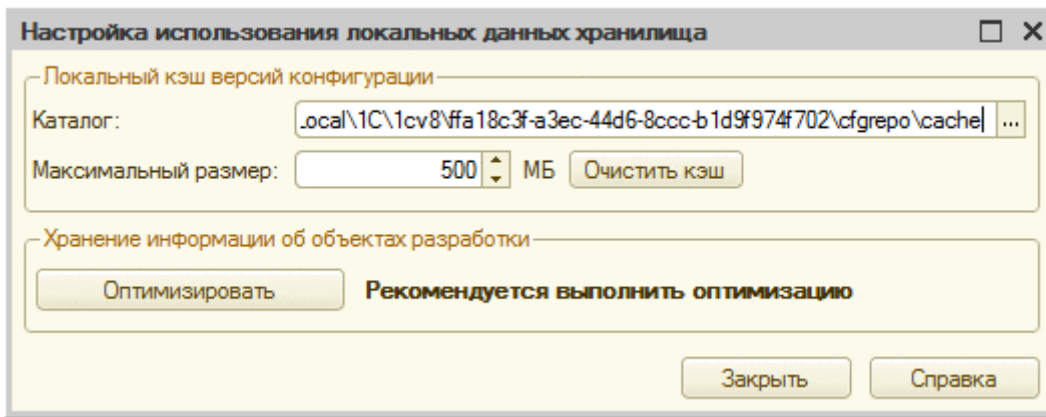 Настройка использования локальных данных хранилища
Локальный кэш версий конфигурации
Каталог: .ocal\1C\1cv8\ffa18c3f-a3ec-44d6-8ccc-b1d9f974f702\cfgrepo\cache ...
Максимальный размер: 500 МБ Очистить кэш
Хранение информации об объектах разработки
Оптимизировать Рекомендуется выполнить оптимизацию
Закрыть Справка